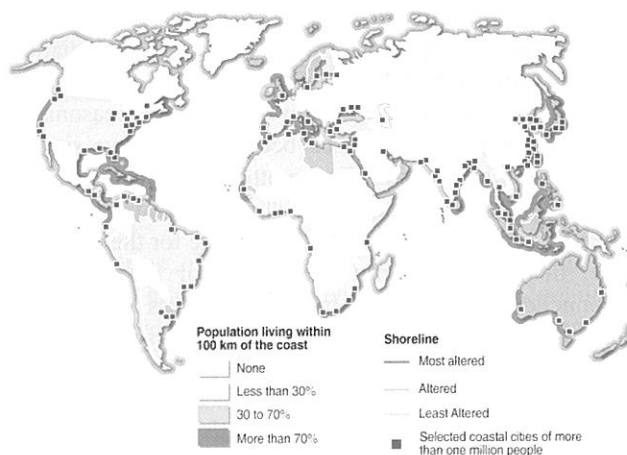 Population living within
100 km of the coast
None
Less than 30%
30 to 70%
More than 70%
Shoreline
Most altered
Altered
Least Altered
Selected coastal cities of more
than one million people